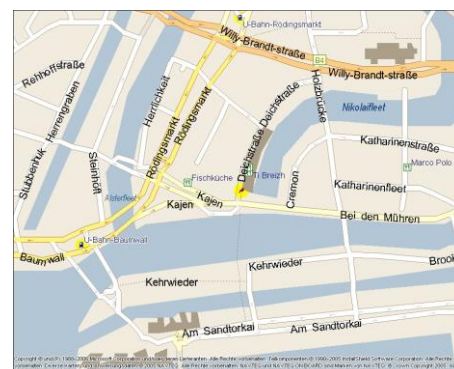 U-Bahn-Rödingsmarkt
Willy-Brandt-straße
B4
Willy-Brandt-straße
Rehhoffstraße
Herrengraben
Stubbenhuk
Steinhöft
Herrlichkeit
Rödingsmarkt
Rödingsmarkt
Deichstraße
Deichstraße
Holzbrücke
Nikolaifleet
Katharinenstraße
Marco Polo
Katharinenfleet
Cremon
Ti Breizh
Fischküche
Alsterfleet
Kajen
Kajen
Bei den Mühren
U-Bahn-Baumwall
Baumwall
Kehrwieder
Kehrwieder
Brook
Am Sandtorkai
Am Sandtorkai